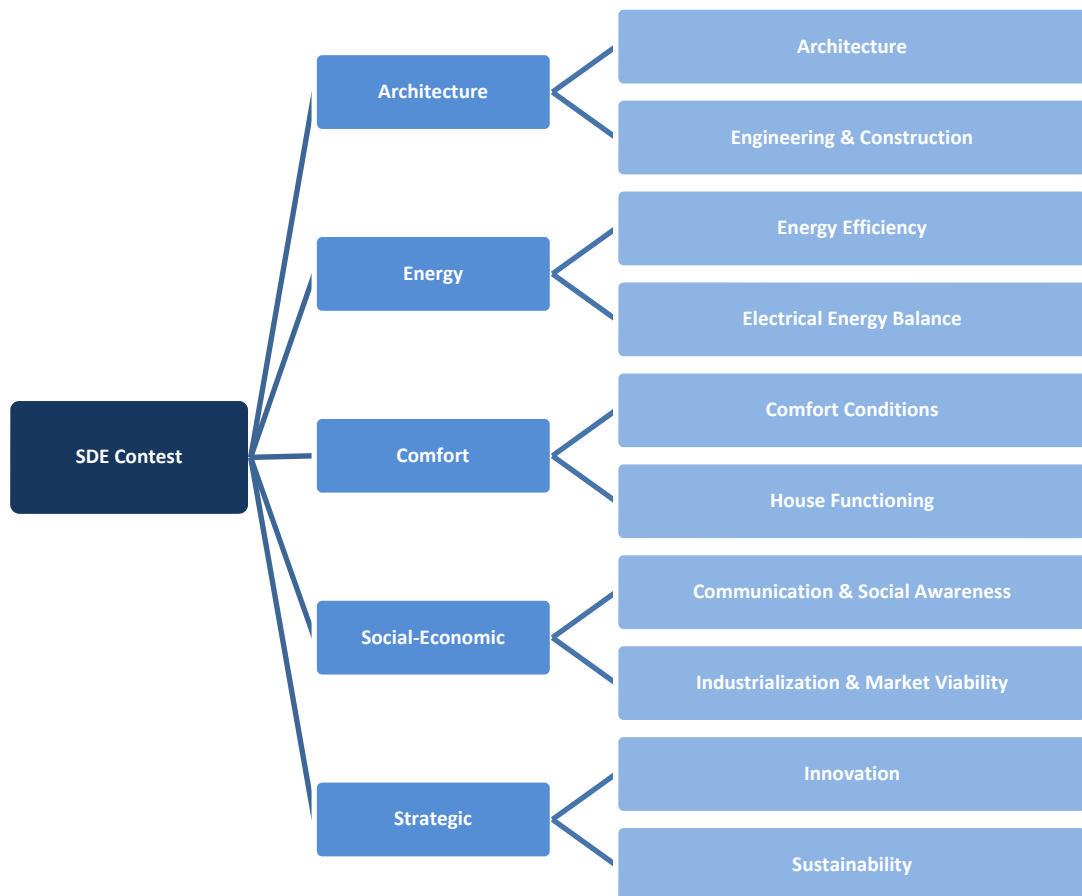 Architecture
Architecture
Engineering & Construction
Energy
Energy Efficiency
Electrical Energy Balance
SDE Contest
Comfort
Comfort Conditions
House Functioning
Social-Economic
Communication & Social Awareness
Industrialization & Market Viability
Strategic
Innovation
Sustainability